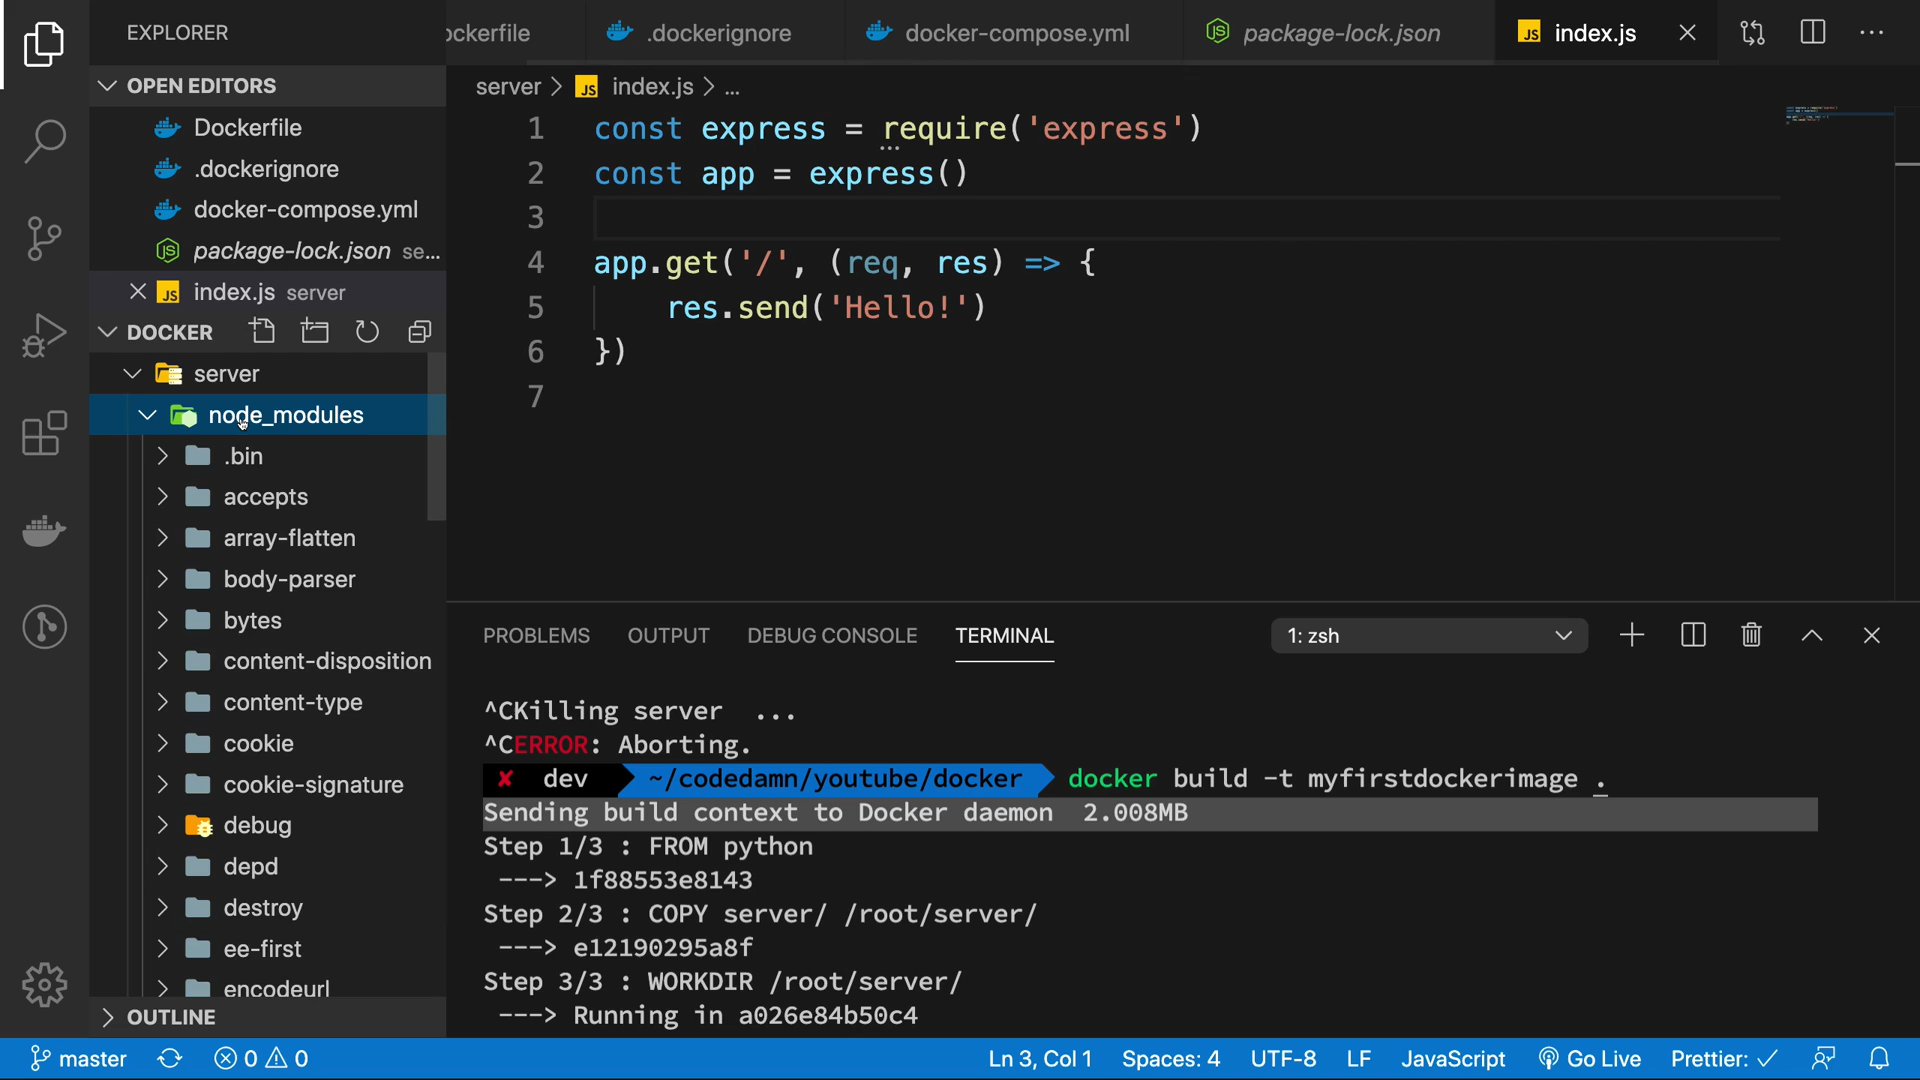 EXPLORER
OPEN EDITORS
Dockerfile
.dockerignore
docker-compose.yml
package-lock.json se...
JS index.js server
DOCKER
server
node_modules
.bin
accepts
array-flatten
body-parser
bytes
content-disposition
content-type
cookie
cookie-signature
debug
depd
destroy
ee-first
encodeurl
OUTLINE
ockerfile
.dockerignore
docker-compose.yml
package-lock.json
JS index.js
server > JS index.js > ...
1 const express = require('express')
2 const app = express()
3
4 app.get('/', (req, res) => {
5 res.send('Hello!')
6 })
7
PROBLEMS OUTPUT DEBUG CONSOLE TERMINAL 1: zsh
^CKilling server ...
^CERROR: Aborting.
✘ dev ~/codedamn/youtube/docker docker build -t myfirstdockerimage .
Sending build context to Docker daemon 2.008MB
Step 1/3 : FROM python
---> 1f88553e8143
Step 2/3 : COPY server/ /root/server/
---> e12190295a8f
Step 3/3 : WORKDIR /root/server/
---> Running in a026e84b50c4
master 0 0 Ln 3, Col 1 Spaces: 4 UTF-8 LF JavaScript Go Live Prettier: ✓